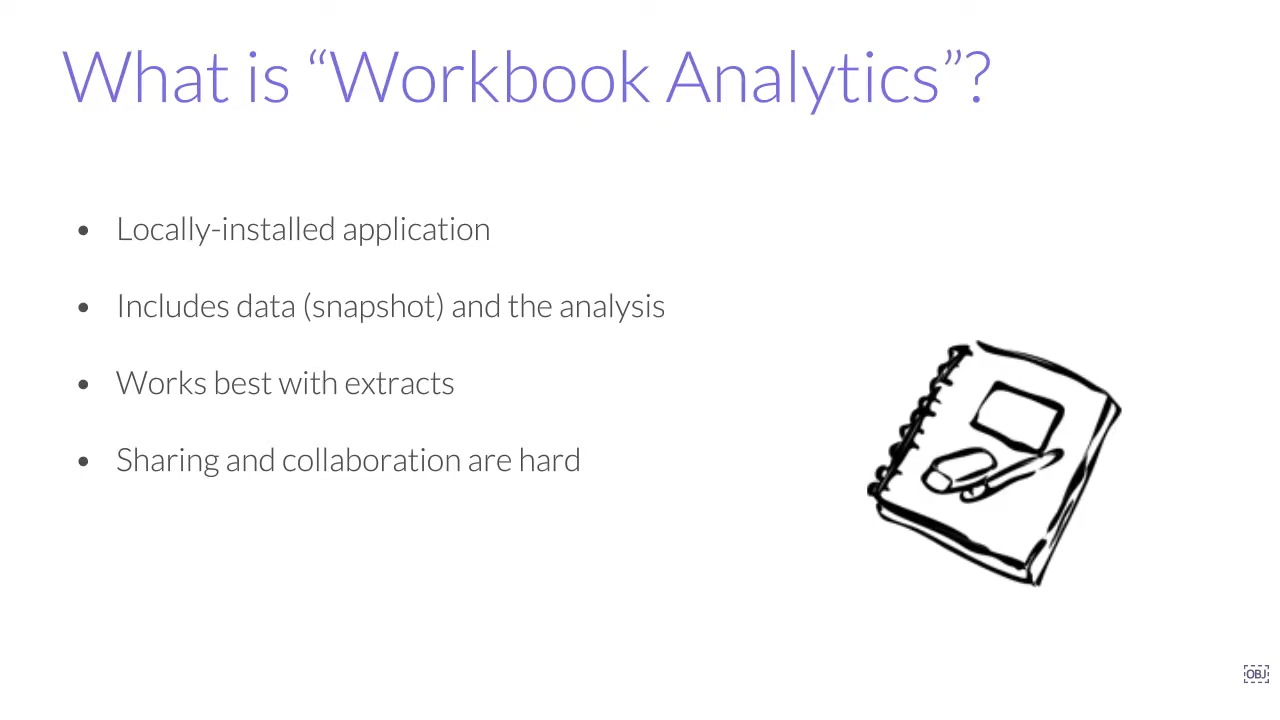 What is “Workbook Analytics”?
• Locally-installed application
• Includes data (snapshot) and the analysis
• Works best with extracts
• Sharing and collaboration are hard
OBJ